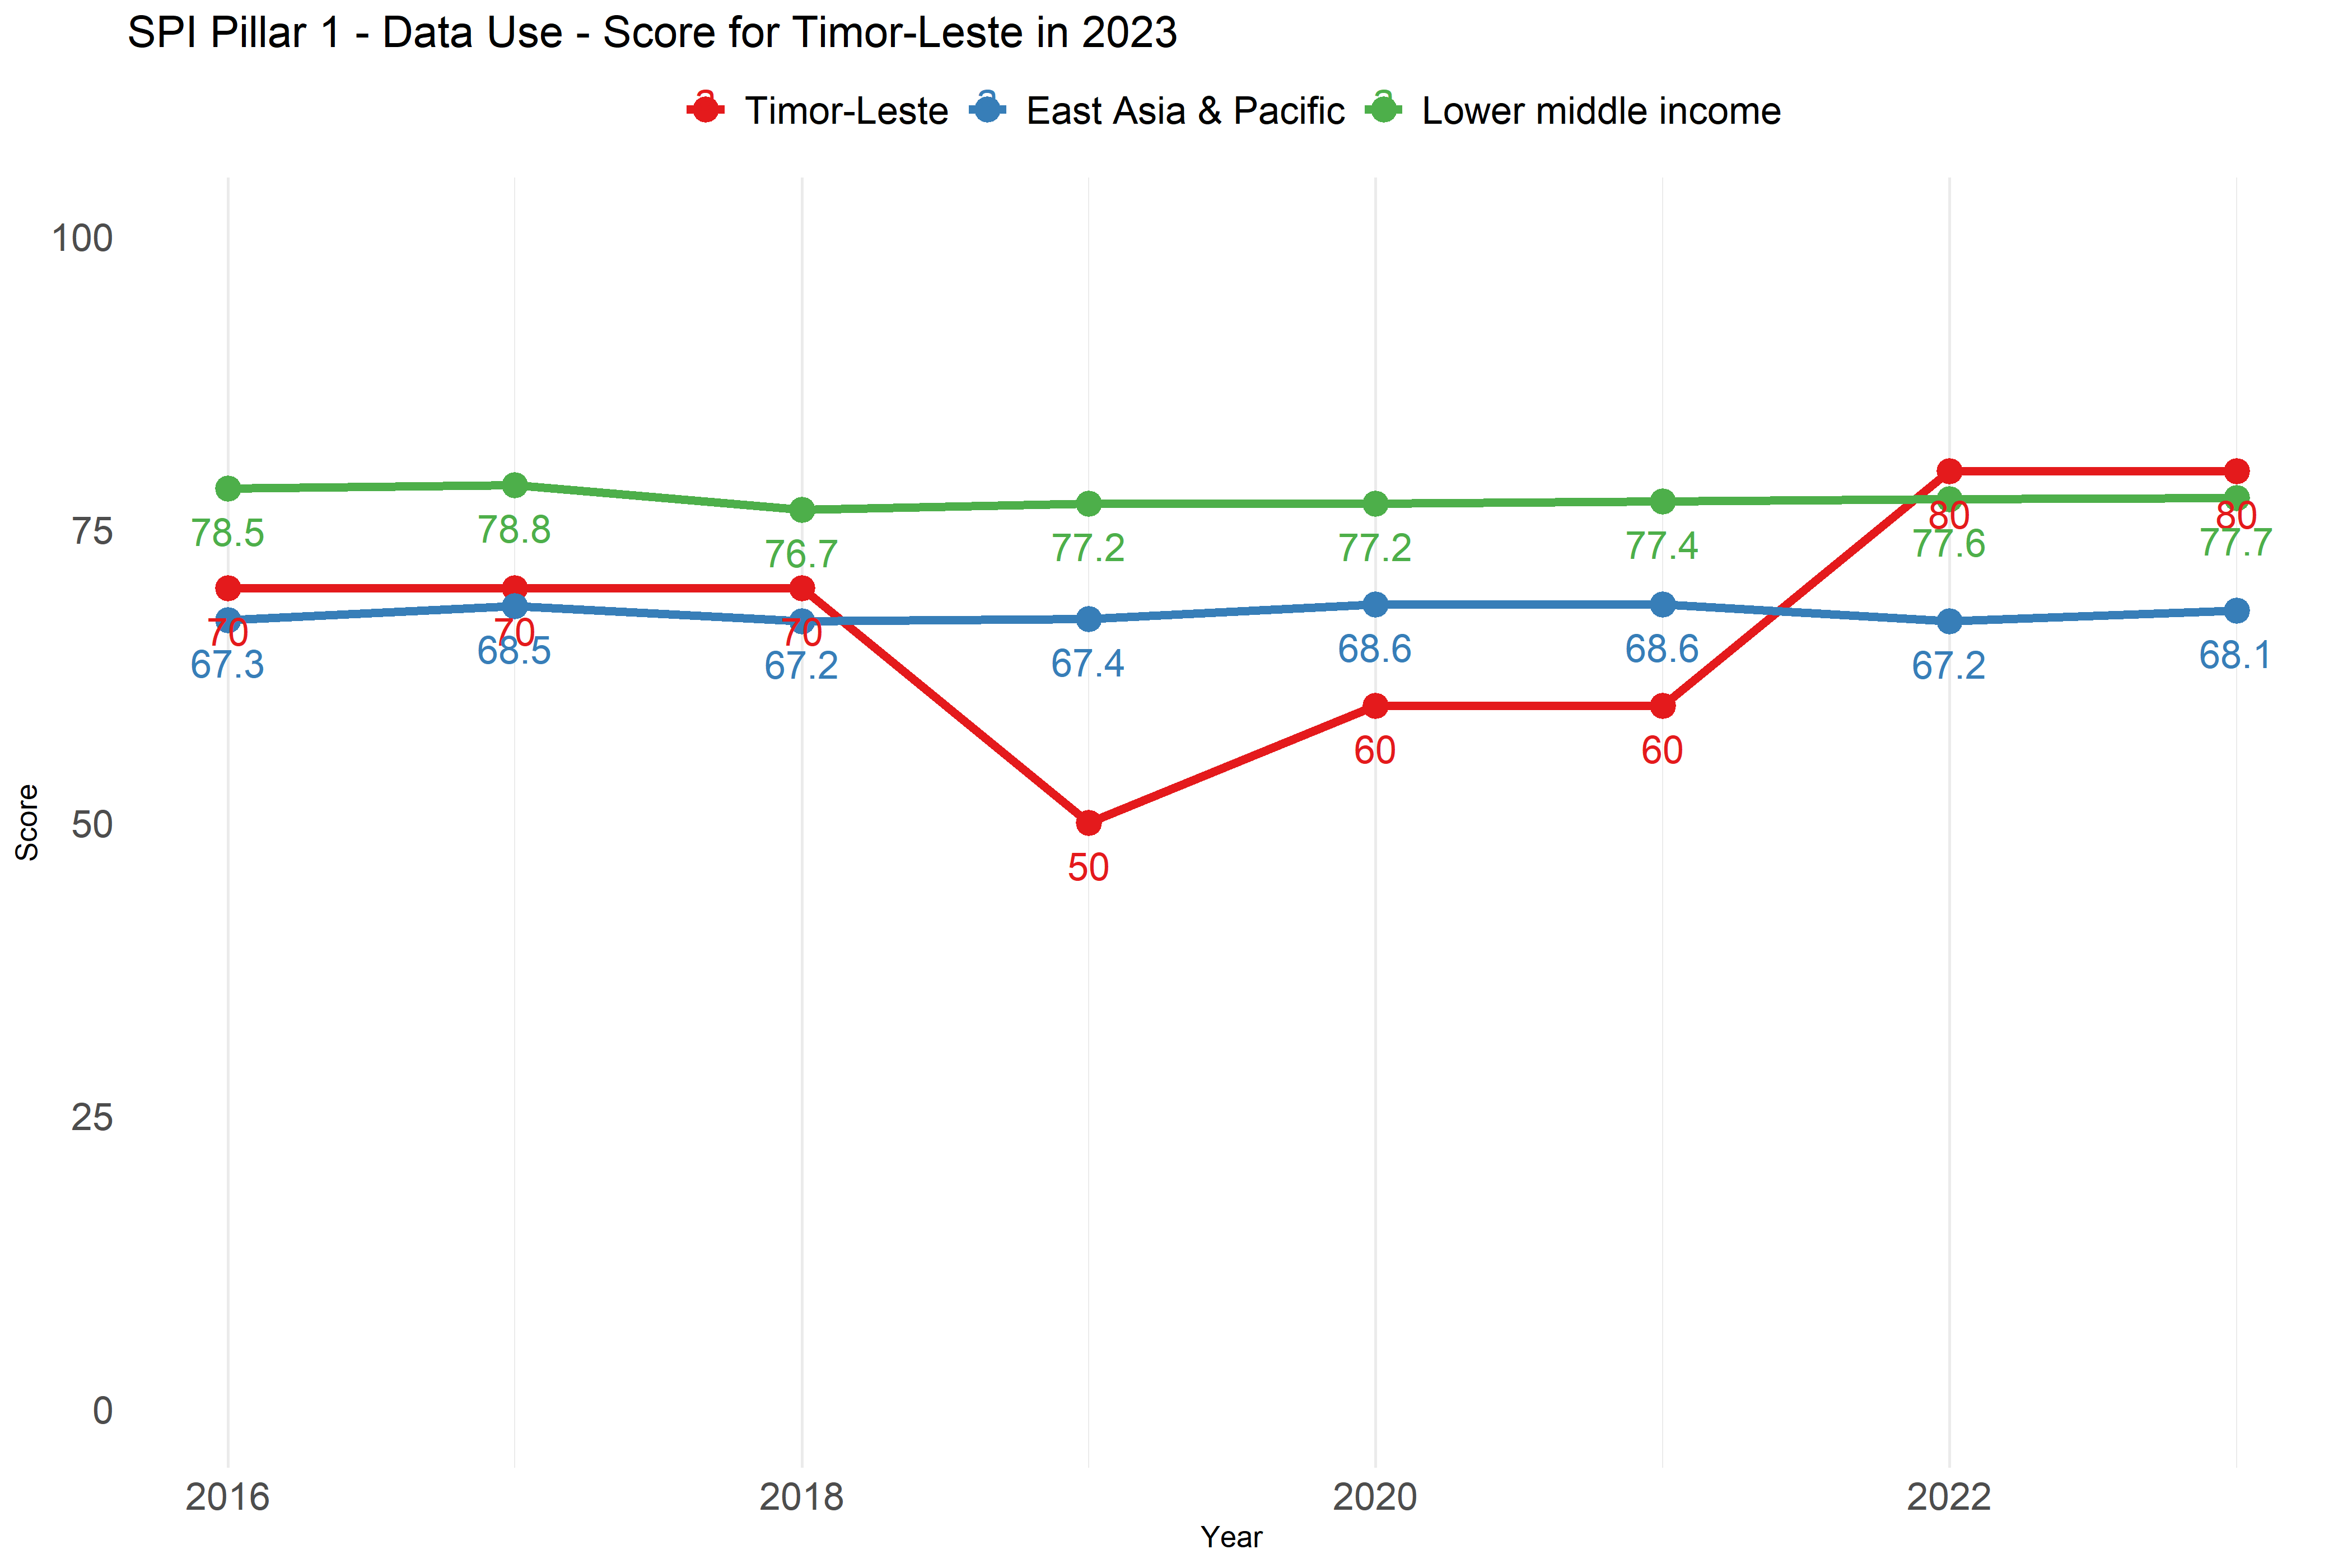 SPI Pillar 1 - Data Use - Score for Timor-Leste in 2023
Timor-Leste East Asia & Pacific Lower middle income
100
75
50
25
0
Score
78.5 78.8 76.7 77.2 77.2 77.4 77.6 77.7
70 70 70 50 60 60 80 80
67.3 68.5 67.2 67.4 68.6 68.6 67.2 68.1
2016 2018 2020 2022
Year